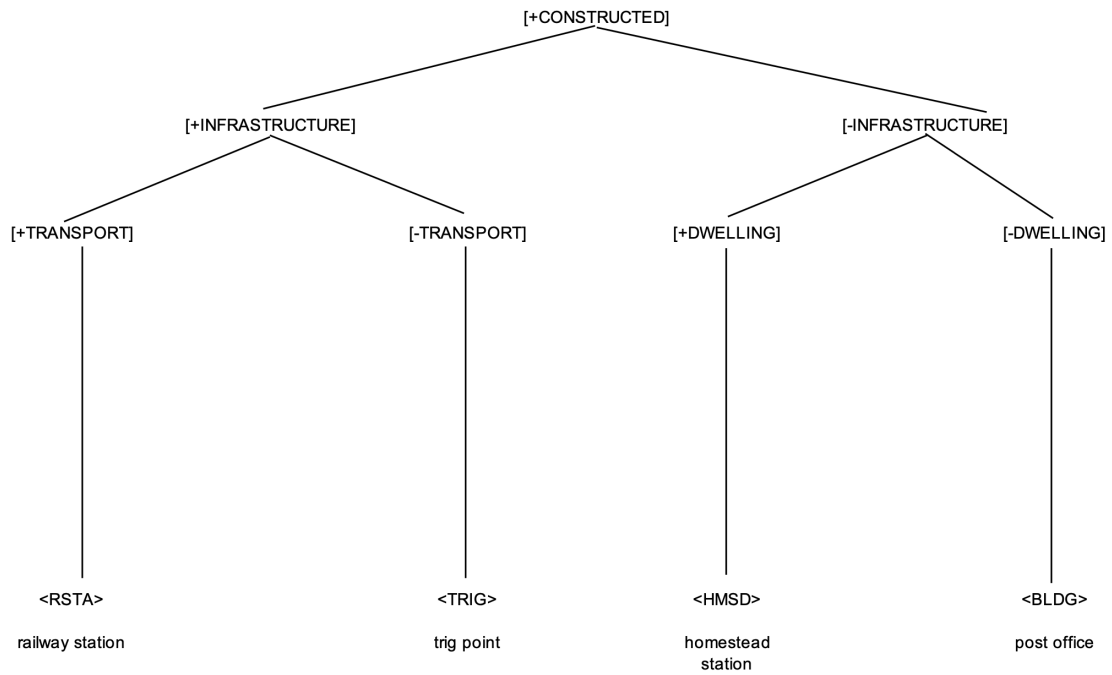 [+CONSTRUCTED]
[+INFRASTRUCTURE] [-INFRASTRUCTURE]
[+TRANSPORT] [-TRANSPORT] [+DWELLING] [-DWELLING]
<RSTA> <TRIG> <HMSD> <BLDG>
railway station trig point homestead post office
station